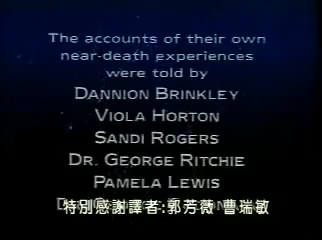 The accounts of their own
near-death experiences
were told by
DANNION BRINKLEY
VIOLA HORTON
SANDI ROGERS
DR. GEORGE RITCHIE
PAMELA LEWIS
特別感謝譯者:郭芳薇 曹瑞敏